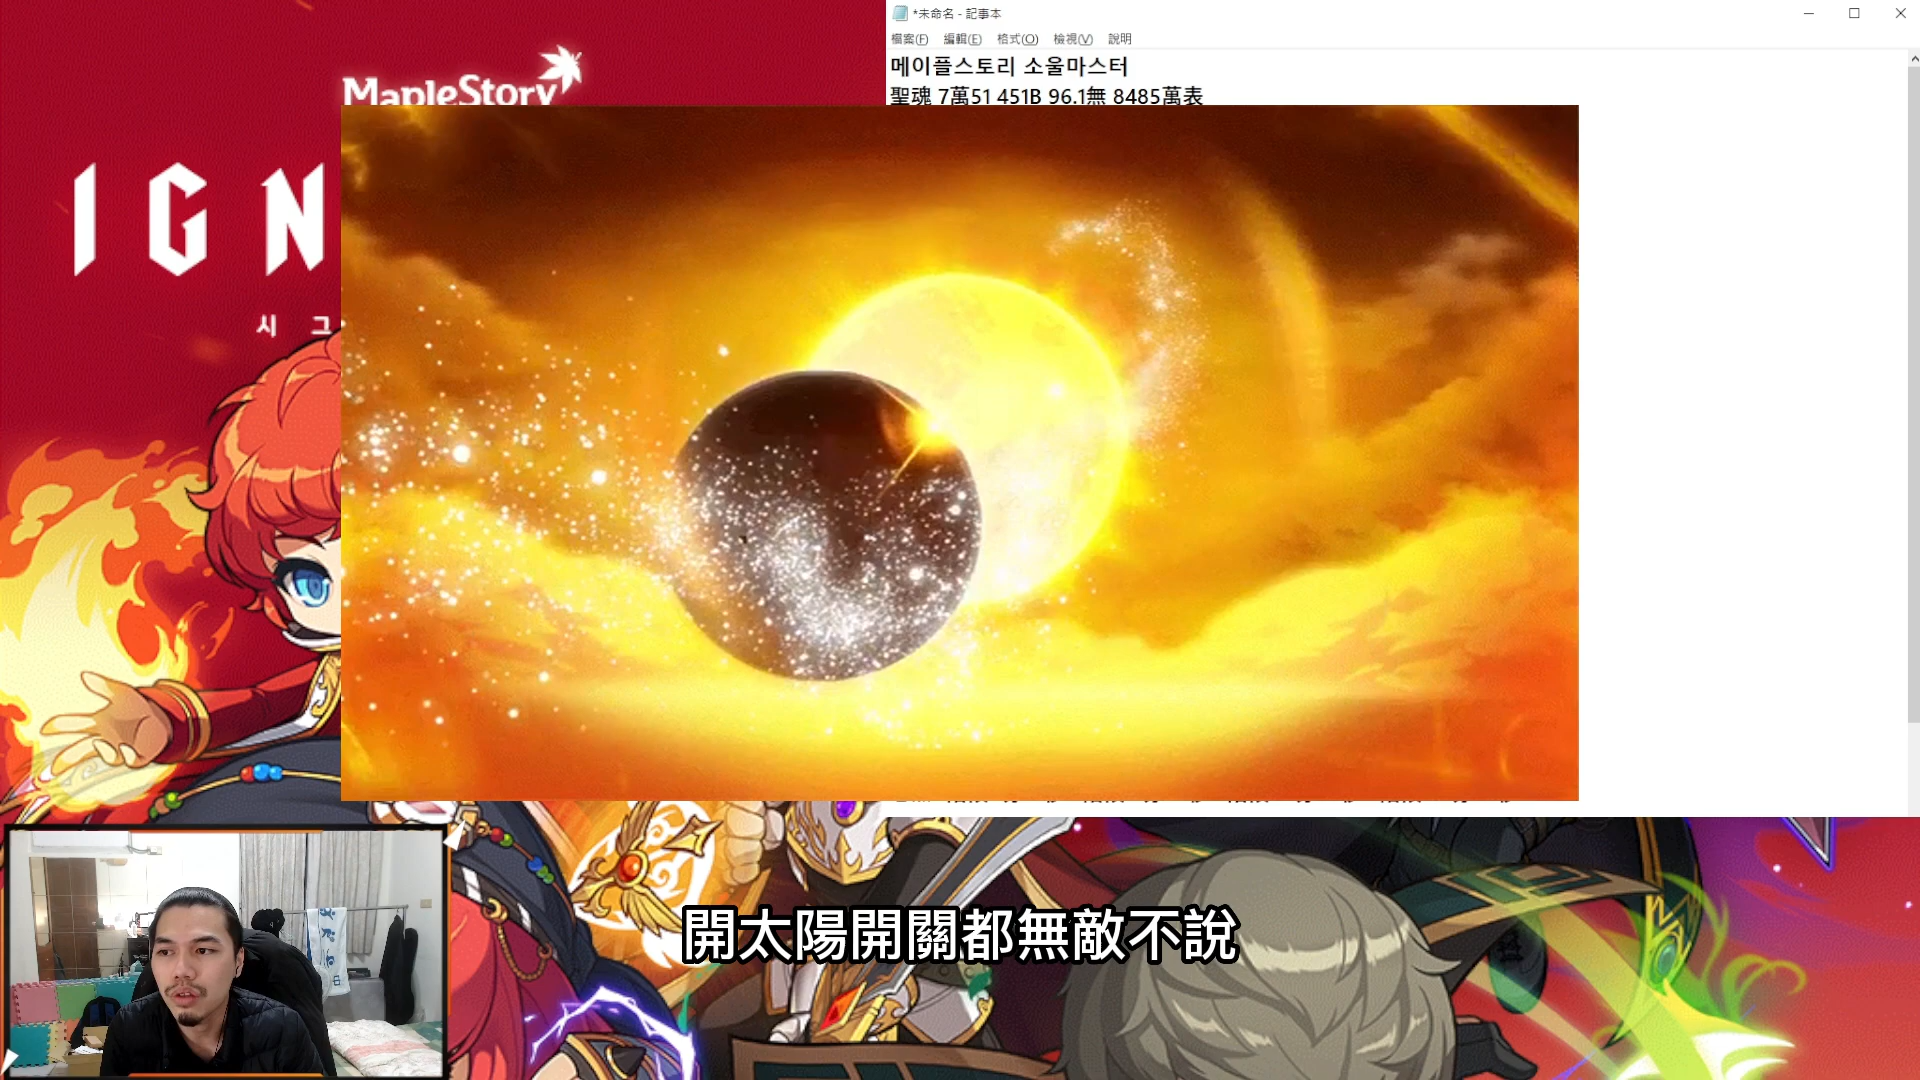 *未命名 - 記事本
檔案(F) 編輯(E) 格式(O) 檢視(V) 說明
메이플스토리 소울마스터
聖魂 7萬51 451B 96.1無 8485萬表
MapleStory
IGN
시그
開太陽開關都無敵不說